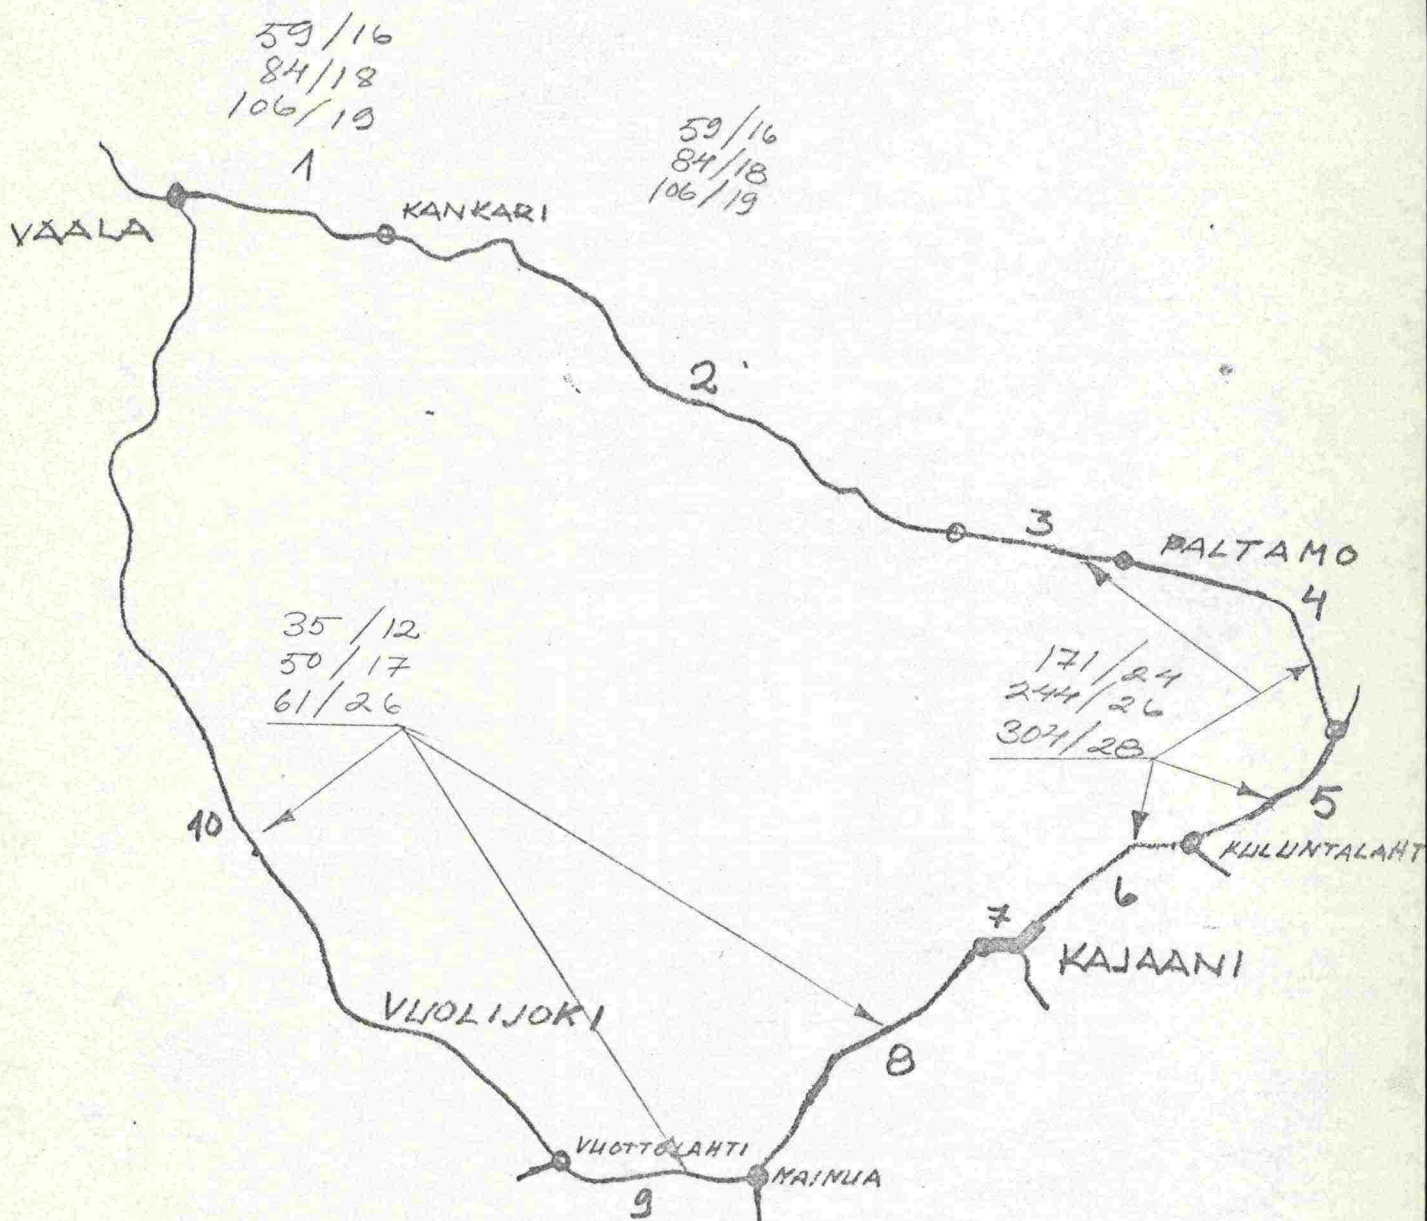 59/16
84/18
106/19
1
59/16
84/18
106/19
VAALA
KANKARI
2
3
PALTAMO
4
35/12
50/17
61/26
171/24
244/26
304/28
10
5
KULUNTALAHT
6
7
KAJAANI
VUOLIJOKI
8
VUOTTOLAHTI
MAINUA
9